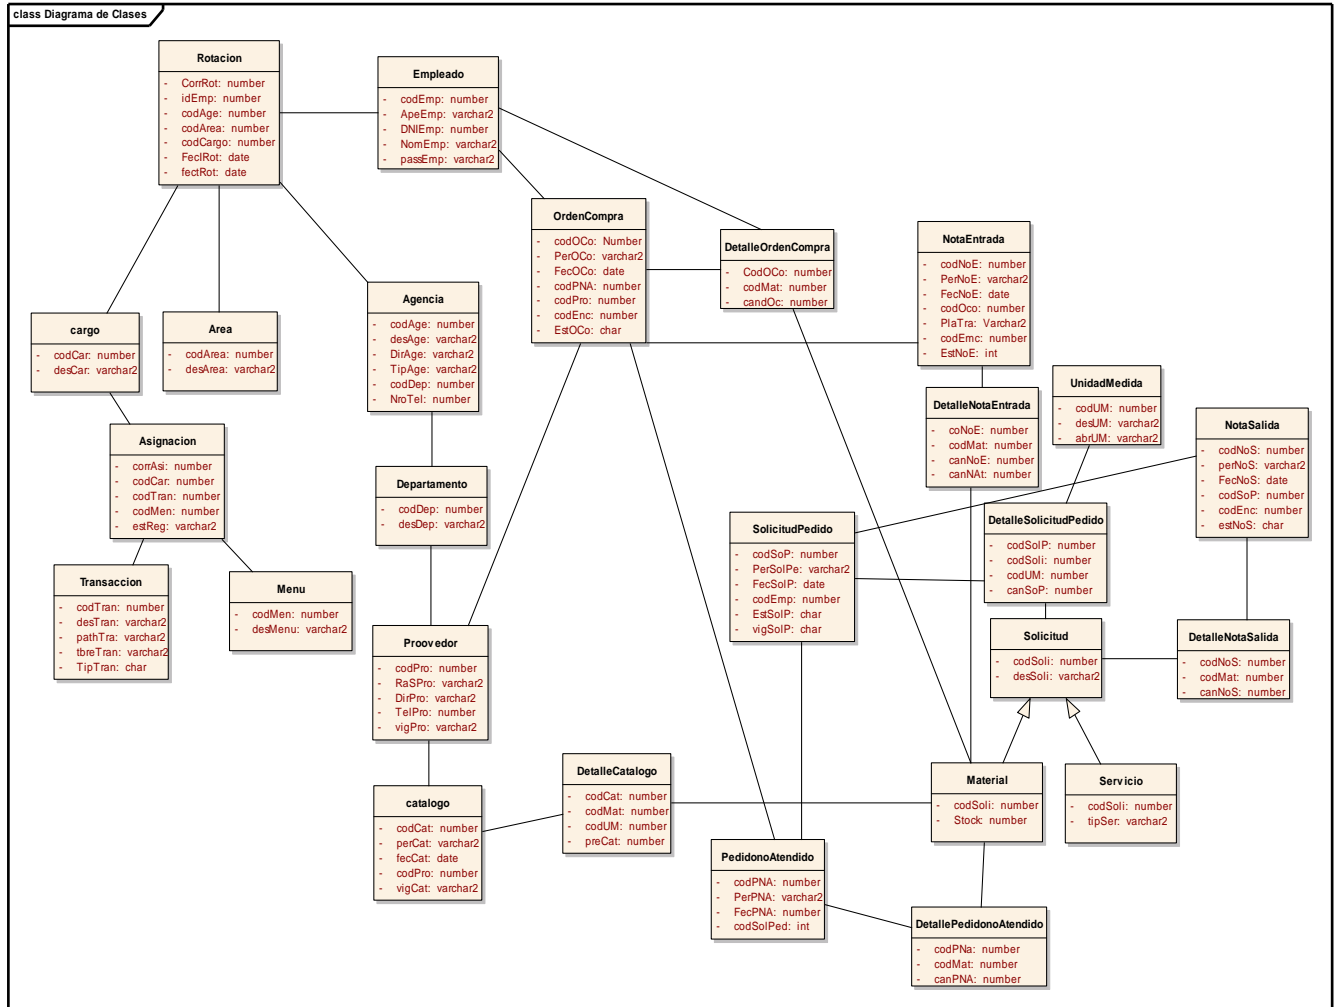 class Diagrama de Clases
Rotacion
- CorrRot: number
- idEmp: number
- codAge: number
- codArea: number
- codCargo: number
- FecIRot: date
- fectRot: date
Empleado
- codEmp: number
- ApeEmp: varchar2
- DNIEmp: number
- NomEmp: varchar2
- passEmp: varchar2
OrdenCompra
- codOCo: Number
- PerOCo: varchar2
- FecOCo: date
- codPNA: number
- codPro: number
- codEnc: number
- EstOCo: char
DetalleOrdenCompra
- CodOCo: number
- codMat: number
- candOc: number
NotaEntrada
- codNoE: number
- PerNoE: varchar2
- FecNoE: date
- codOco: number
- PlaTra: Varchar2
- codEmc: number
- EstNoE: int
Agencia
- codAge: number
- desAge: varchar2
- DirAge: varchar2
- TipAge: varchar2
- codDep: number
- NroTel: number
cargo
- codCar: number
- desCar: varchar2
Area
- codArea: number
- desArea: varchar2
DetalleNotaEntrada
- coNoE: number
- codMat: number
- canNoE: number
- canNAt: number
UnidadMedida
- codUM: number
- desUM: varchar2
- abrUM: varchar2
NotaSalida
- codNoS: number
- perNoS: varchar2
- FecNoS: date
- codSoP: number
- codEnc: number
- estNoS: char
Asignacion
- corrAsi: number
- codCar: number
- codTran: number
- codMen: number
- estReg: varchar2
Departamento
- codDep: number
- desDep: varchar2
SolicitudPedido
- codSoP: number
- PerSolPe: varchar2
- FecSolP: date
- codEmp: number
- EstSolP: char
- vigSolP: char
DetalleSolicitudPedido
- codSolP: number
- codSoli: number
- codUM: number
- canSoP: number
Transaccion
- codTran: number
- desTran: varchar2
- pathTra: varchar2
- tbreTran: varchar2
- TipTran: char
Menu
- codMen: number
- desMenu: varchar2
Proovedor
- codPro: number
- RaSPro: varchar2
- DirPro: varchar2
- TelPro: number
- vigPro: varchar2
Solicitud
- codSoli: number
- desSoli: varchar2
DetalleNotaSalida
- codNoS: number
- codMat: number
- canNoS: number
DetalleCatalogo
- codCat: number
- codMat: number
- codUM: number
- preCat: number
Material
- codSoli: number
- Stock: number
Servicio
- codSoli: number
- tipSer: varchar2
catalogo
- codCat: number
- perCat: varchar2
- fecCat: date
- codPro: number
- vigCat: varchar2
PedidonoAtendido
- codPNA: number
- PerPNA: varchar2
- FecPNA: number
- codSolPed: int
DetallePedidonoAtendido
- codPNa: number
- codMat: number
- canPNA: number